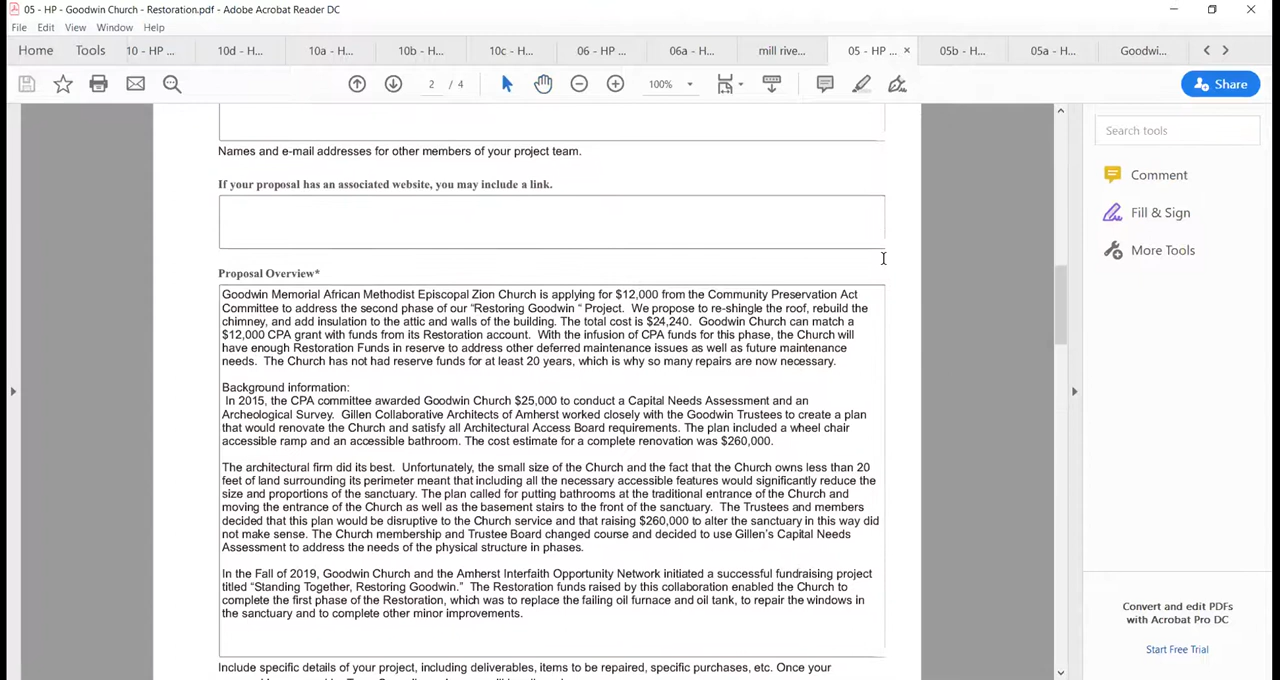 05 - HP - Goodwin Church - Restoration.pdf - Adobe Acrobat Reader DC
File Edit View Window Help
Home Tools 10 - HP ... 10d - H... 10a - H... 10b - H... 10c - H... 06 - HP ... 06a - H... mill rive... 05 - HP ... × 05b - H... 05a - H... Goodwi...
2 / 4 100% Share
Search tools
Comment
Fill & Sign
More Tools
Names and e-mail addresses for other members of your project team.
If your proposal has an associated website, you may include a link.
Proposal Overview*
Goodwin Memorial African Methodist Episcopal Zion Church is applying for $12,000 from the Community Preservation Act
Committee to address the second phase of our “Restoring Goodwin “ Project.  We propose to re-shingle the roof, rebuild the
chimney, and add insulation to the attic and walls of the building. The total cost is $24,240.  Goodwin Church can match a
$12,000 CPA grant with funds from its Restoration account.  With the infusion of CPA funds for this phase, the Church will
have enough Restoration Funds in reserve to address other deferred maintenance issues as well as future maintenance
needs.  The Church has not had reserve funds for at least 20 years, which is why so many repairs are now necessary.
Background information:
In 2015, the CPA committee awarded Goodwin Church $25,000 to conduct a Capital Needs Assessment and an
Archeological Survey.  Gillen Collaborative Architects of Amherst worked closely with the Goodwin Trustees to create a plan
that would renovate the Church and satisfy all Architectural Access Board requirements. The plan included a wheel chair
accessible ramp and an accessible bathroom. The cost estimate for a complete renovation was $260,000.
The architectural firm did its best.  Unfortunately, the small size of the Church and the fact that the Church owns less than 20
feet of land surrounding its perimeter meant that including all the necessary accessible features would significantly reduce the
size and proportions of the sanctuary. The plan called for putting bathrooms at the traditional entrance of the Church and
moving the entrance of the Church as well as the basement stairs to the front of the sanctuary.  The Trustees and members
decided that this plan would be disruptive to the Church service and that raising $260,000 to alter the sanctuary in this way did
not make sense. The Church membership and Trustee Board changed course and decided to use Gillen’s Capital Needs
Assessment to address the needs of the physical structure in phases.
In the Fall of 2019, Goodwin Church and the Amherst Interfaith Opportunity Network initiated a successful fundraising project
titled “Standing Together, Restoring Goodwin.”  The Restoration funds raised by this collaboration enabled the Church to
complete the first phase of the Restoration, which was to replace the failing oil furnace and oil tank, to repair the windows in
the sanctuary and to complete other minor improvements.
Include specific details of your project, including deliverables, items to be repaired, specific purchases, etc. Once your
Convert and edit PDFs
with Acrobat Pro DC
Start Free Trial